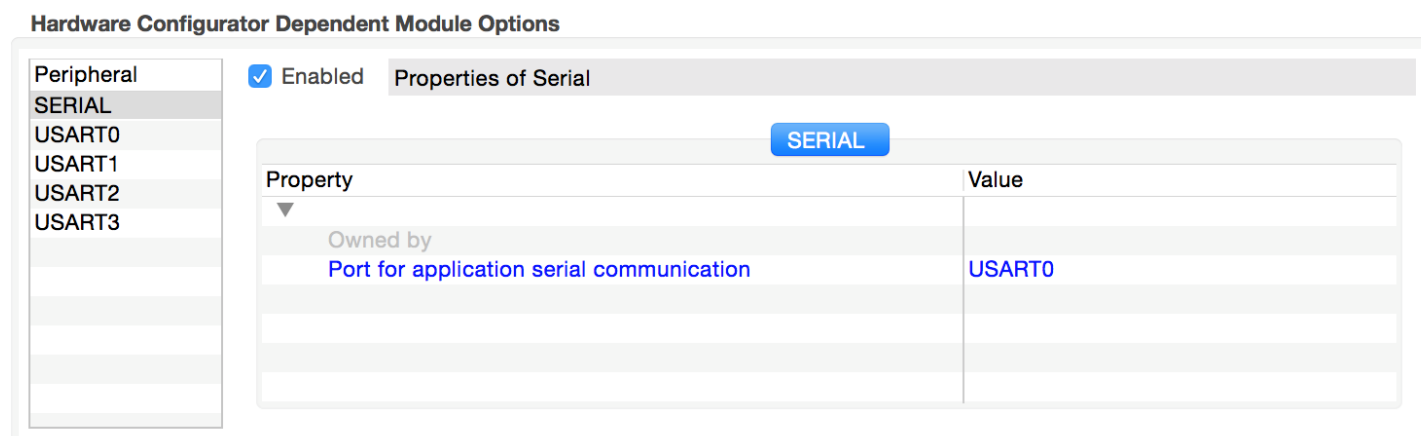 Hardware Configurator Dependent Module Options
Peripheral
SERIAL
USART0
USART1
USART2
USART3
Enabled
Properties of Serial
SERIAL
Property Value
Owned by
Port for application serial communication USART0